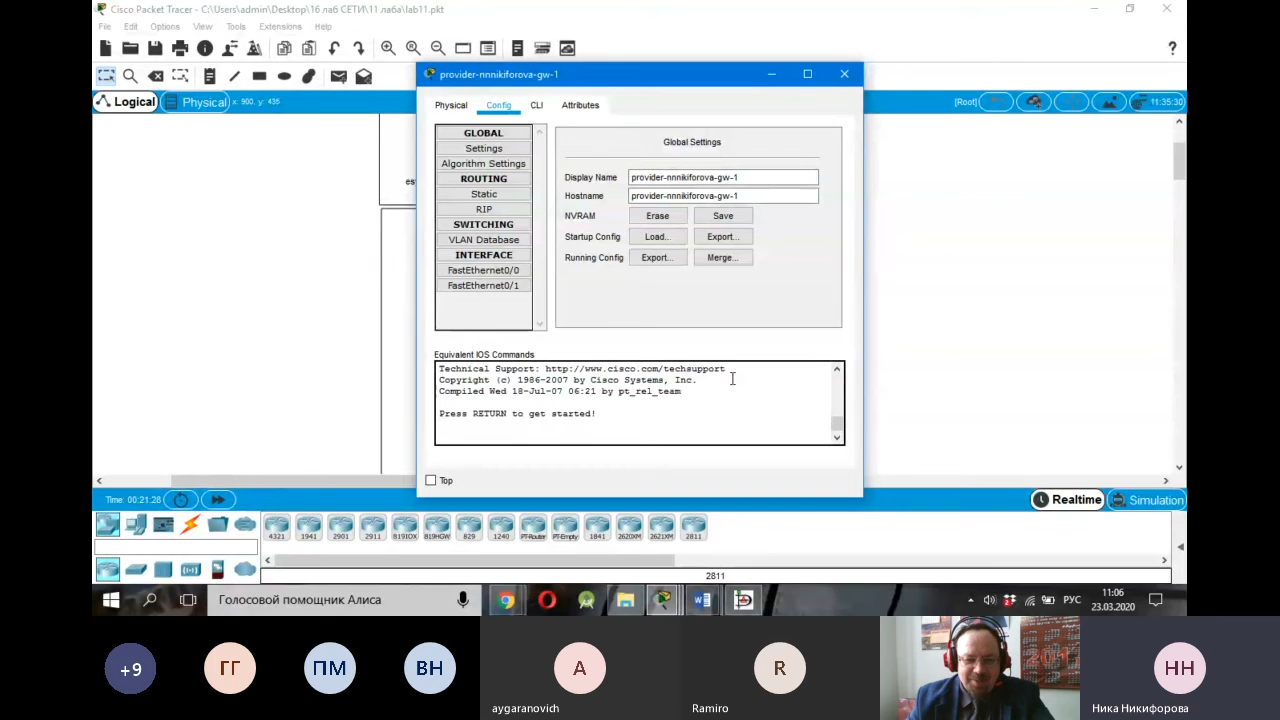 Cisco Packet Tracer - C:\Users\admin\Desktop\16 лаб СЕТИ\11 лаба\lab11.pkt
File Edit Options View Tools Extensions Help
?
Logical
Physical
x: 900, y: 435
[Root]
11:35:30
provider-nnnikiforova-gw-1
Physical Config CLI Attributes
GLOBAL
Settings
Algorithm Settings
ROUTING
Static
RIP
SWITCHING
VLAN Database
INTERFACE
FastEthernet0/0
FastEthernet0/1
Global Settings
Display Name provider-nnnikiforova-gw-1
Hostname provider-nnnikiforova-gw-1
NVRAM Erase Save
Startup Config Load... Export...
Running Config Export... Merge...
Equivalent IOS Commands
Technical Support: http://www.cisco.com/techsupport
Copyright (c) 1986-2007 by Cisco Systems, Inc.
Compiled Wed 18-Jul-07 06:21 by pt_rel_team
Press RETURN to get started!
Top
Time: 00:21:28
Realtime
Simulation
4321 1941 2901 2911 819IOX 819HGW 829 1240 PT-Router PT-Empty 1841 2620XM 2621XM 2811
2811
Голосовой помощник Алиса
РУС
11:06
23.03.2020
+9
ГГ
ПМ
ВН
A
aygaranovich
R
Ramiro
НН
Ника Никифорова